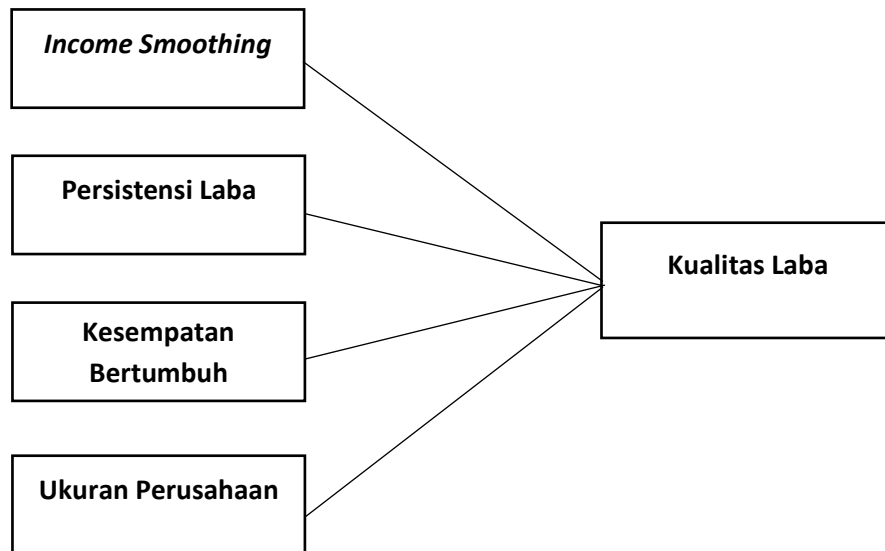 Income Smoothing
Persistensi Laba
Kualitas Laba
Kesempatan
Bertumbuh
Ukuran Perusahaan